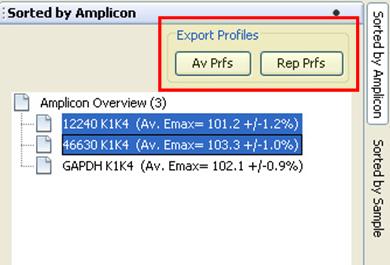 Sorted by Amplicon
Export Profiles
Av Prfs
Rep Prfs
Amplicon Overview (3)
12240 K1K4 (Av. Emax= 101.2 +/-1.2%)
46630 K1K4 (Av. Emax= 103.3 +/-1.0%)
GAPDH K1K4 (Av. Emax= 102.1 +/-0.9%)
Sorted by Amplicon
Sorted by Sample